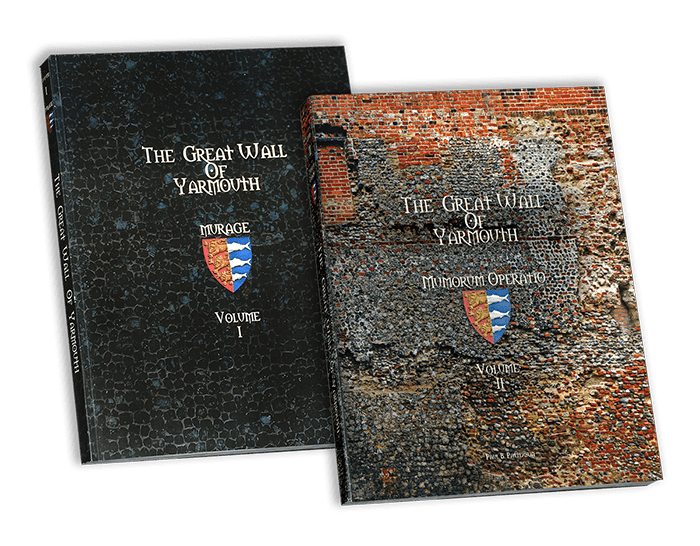 THE GREAT WALL
OF
YARMOUTH
MURAGE
VOLUME
I
THE GREAT WALL OF YARMOUTH
THE GREAT WALL
OF
YARMOUTH
MUMORUM OPERATIO
VOLUME
II